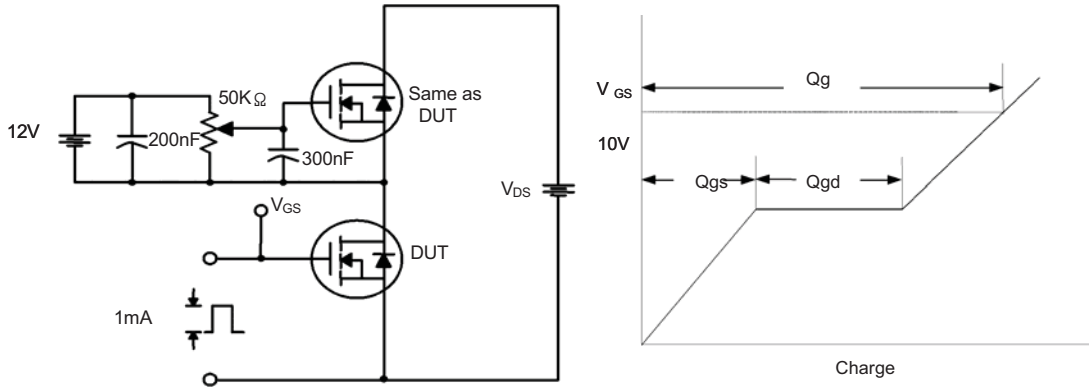 12V
200nF
50KΩ
300nF
Same as
DUT
VDS
VGS
DUT
1mA
V GS
10V
Qg
Qgs
Qgd
Charge